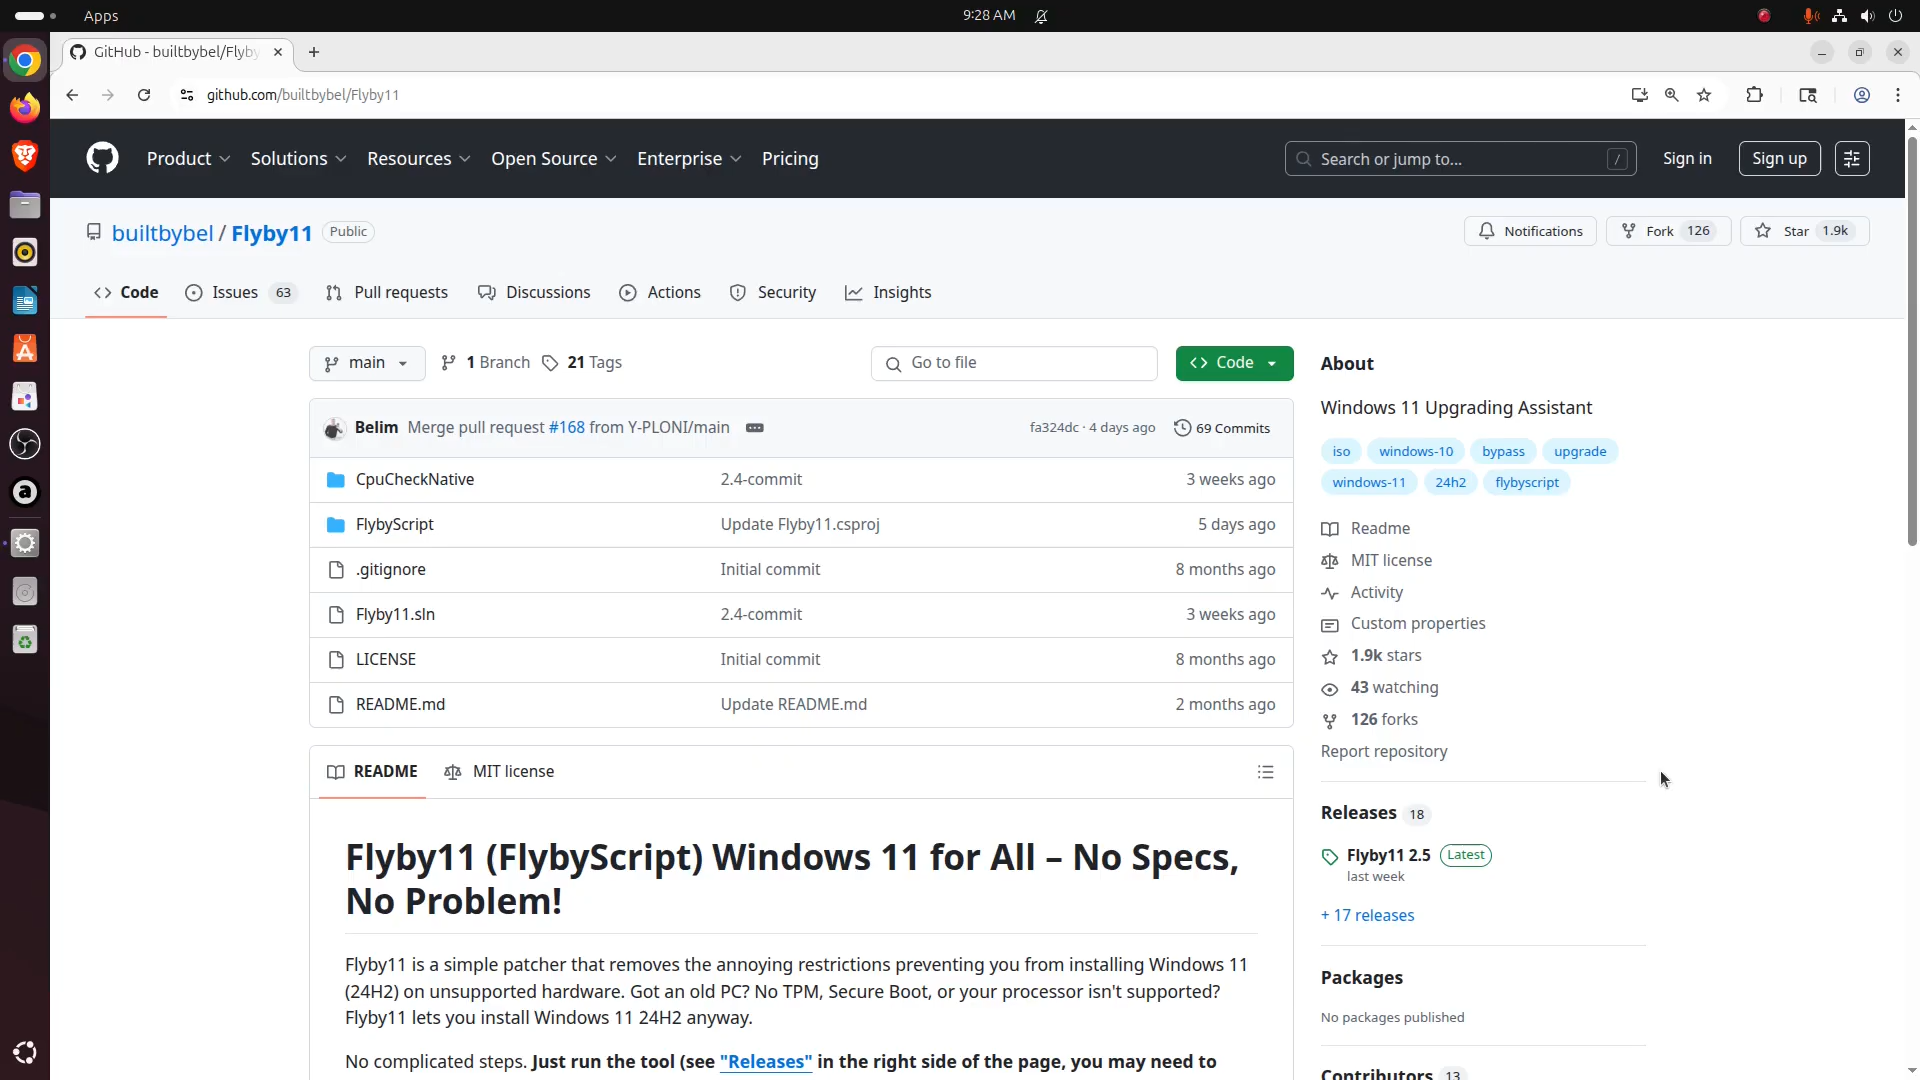 Apps
9:28 AM
GitHub - builtbybel/Flyby
github.com/builtbybel/Flyby11
Product
Solutions
Resources
Open Source
Enterprise
Pricing
Search or jump to...
/
Sign in
Sign up
builtbybel / Flyby11 Public
Notifications
Fork 126
Star 1.9k
Code
Issues 63
Pull requests
Discussions
Actions
Security
Insights
main
1 Branch
21 Tags
Go to file
Code
Belim Merge pull request #168 from Y-PLONI/main
fa324dc · 4 days ago
69 Commits
CpuCheckNative 2.4-commit 3 weeks ago
FlybyScript Update Flyby11.csproj 5 days ago
.gitignore Initial commit 8 months ago
Flyby11.sln 2.4-commit 3 weeks ago
LICENSE Initial commit 8 months ago
README.md Update README.md 2 months ago
README
MIT license
Flyby11 (FlybyScript) Windows 11 for All – No Specs,
No Problem!
Flyby11 is a simple patcher that removes the annoying restrictions preventing you from installing Windows 11
(24H2) on unsupported hardware. Got an old PC? No TPM, Secure Boot, or your processor isn't supported?
Flyby11 lets you install Windows 11 24H2 anyway.
No complicated steps. Just run the tool (see "Releases" in the right side of the page, you may need to
About
Windows 11 Upgrading Assistant
iso windows-10 bypass upgrade
windows-11 24h2 flybyscript
Readme
MIT license
Activity
Custom properties
1.9k stars
43 watching
126 forks
Report repository
Releases 18
Flyby11 2.5 Latest
last week
+ 17 releases
Packages
No packages published
Contributors 13